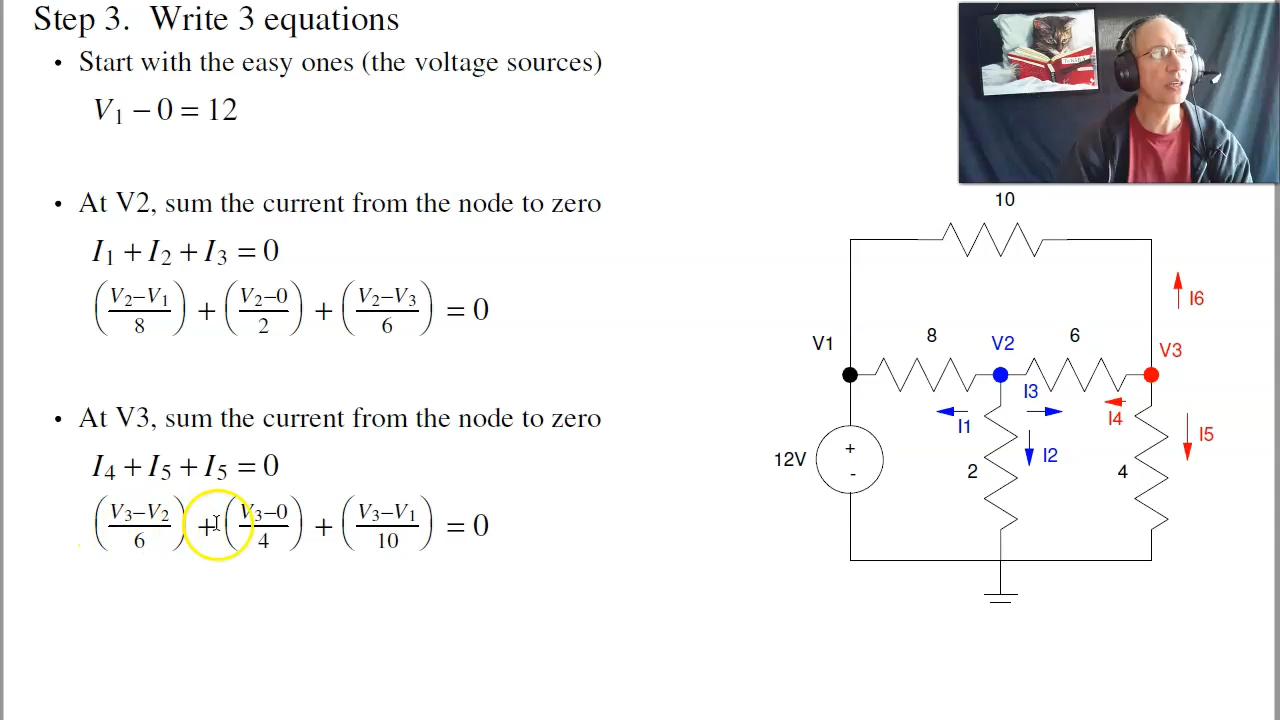 Step 3. Write 3 equations
• Start with the easy ones (the voltage sources)
V₁ − 0 = 12
• At V2, sum the current from the node to zero
I₁ + I₂ + I₃ = 0
((V₂−V₁)/8) + ((V₂−0)/2) + ((V₂−V₃)/6) = 0
• At V3, sum the current from the node to zero
I₄ + I₅ + I₅ = 0
((V₃−V₂)/6) + ((V₃−0)/4) + ((V₃−V₁)/10) = 0
10
I6
V1
8
V2
6
V3
I3
I1
I4
I5
12V
+
-
2
I2
4